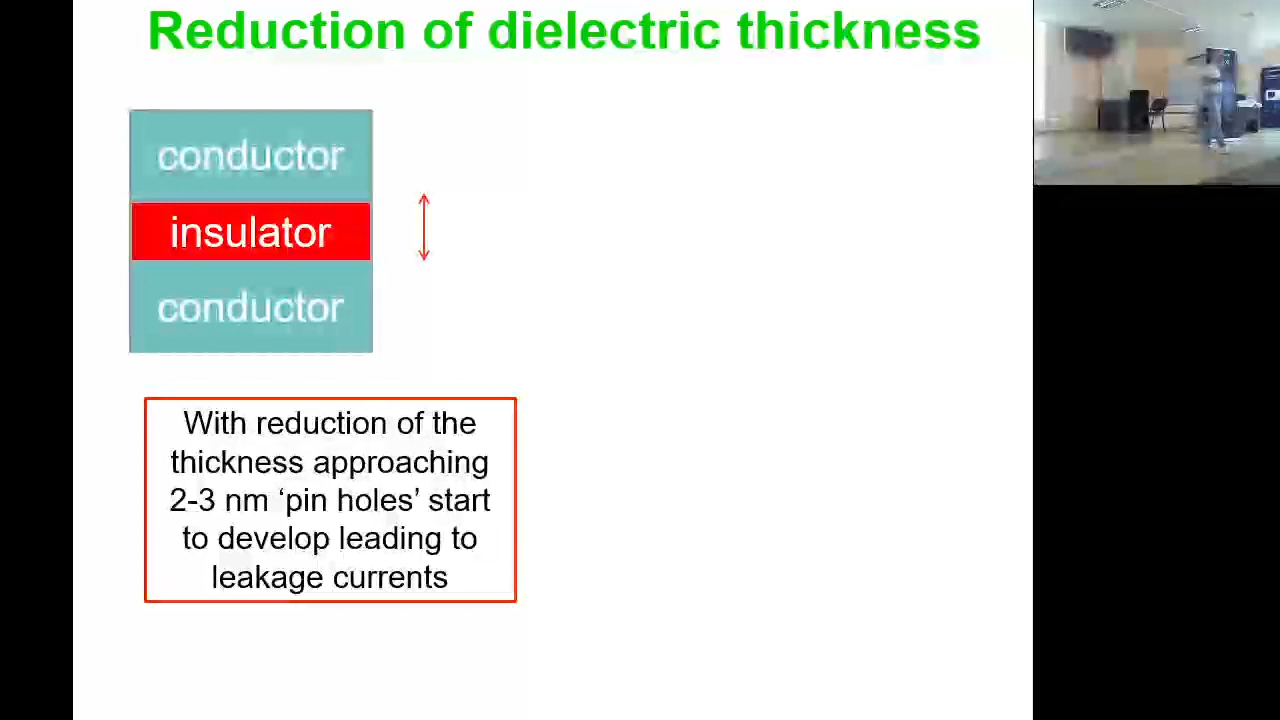 Reduction of dielectric thickness
conductor
insulator
conductor
With reduction of the
thickness approaching
2-3 nm ‘pin holes’ start
to develop leading to
leakage currents